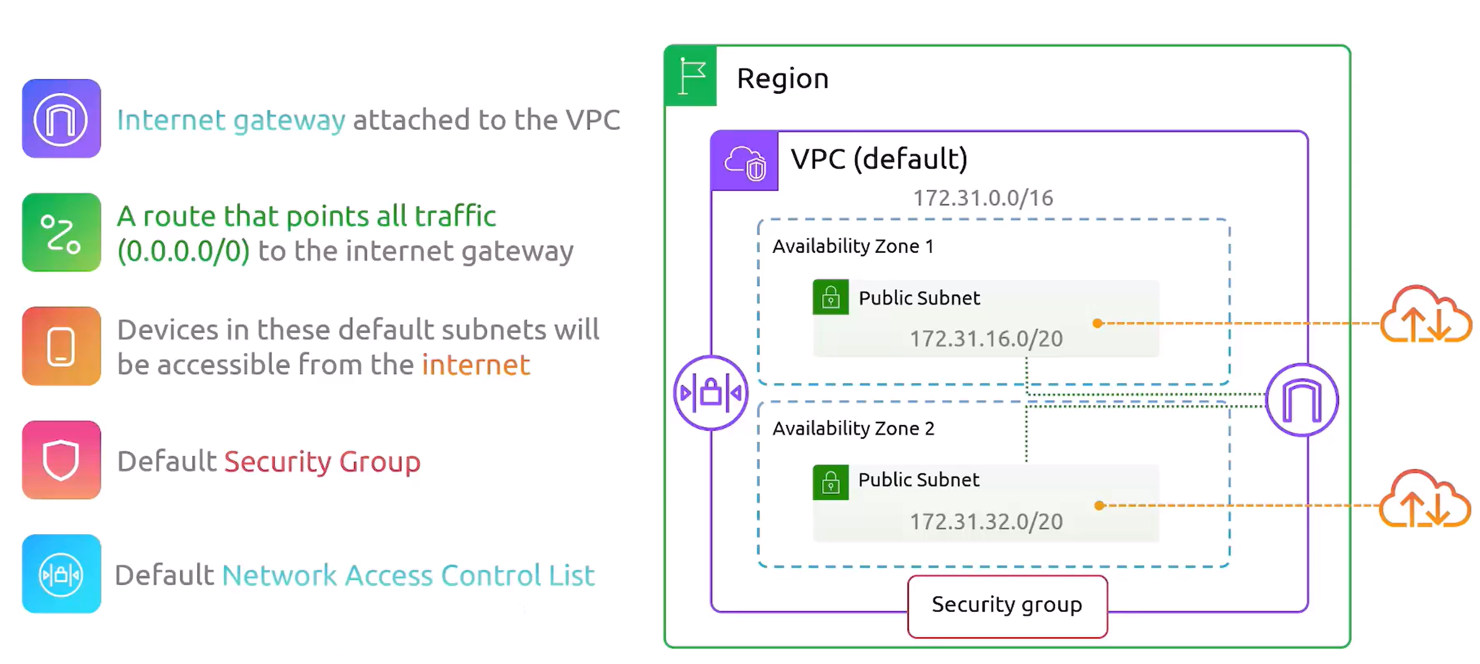 Internet gateway attached to the VPC
A route that points all traffic
(0.0.0.0/0) to the internet gateway
Devices in these default subnets will
be accessible from the internet
Default Security Group
Default Network Access Control List
Region
VPC (default)
172.31.0.0/16
Availability Zone 1
Public Subnet
172.31.16.0/20
Availability Zone 2
Public Subnet
172.31.32.0/20
Security group